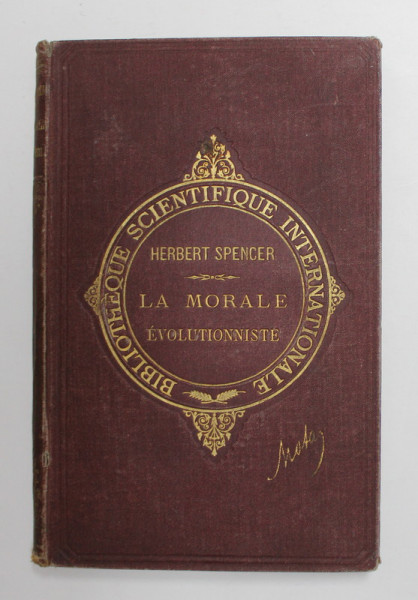 BIBLIOTHÈQUE SCIENTIFIQUE INTERNATIONALE
HERBERT SPENCER
LA MORALE
ÉVOLUTIONNISTE